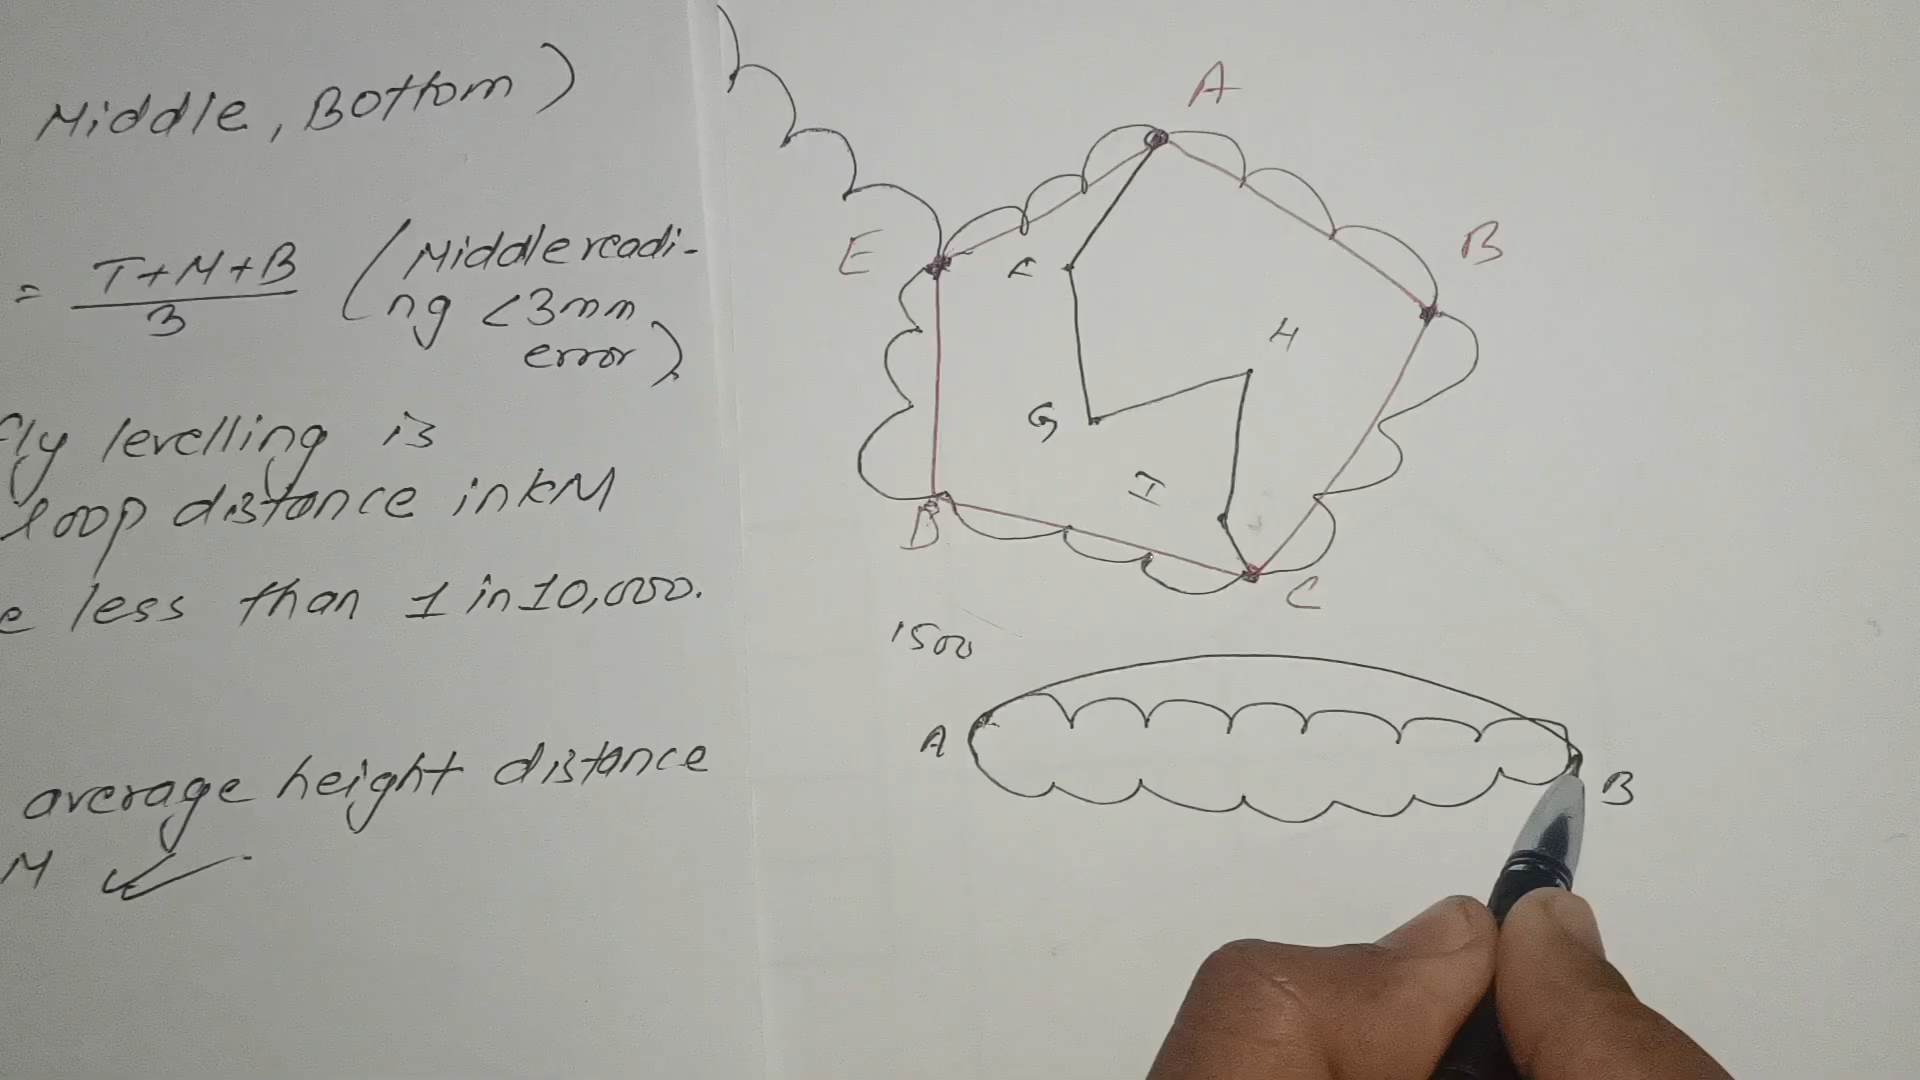 Middle, Bottom)
= T+M+B / 3 (Middle readi-
ng <3mm
error)
fly levelling is
loop distance in kM
e less than 1 in 10,000.
average height distance
M
A
B
E
F
H
G
I
B
C
1500
A
B